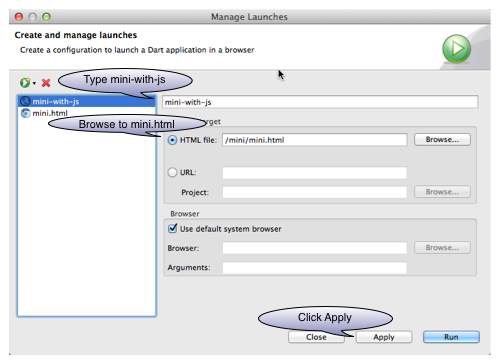 Manage Launches
Create and manage launches
Create a configuration to launch a Dart application in a browser
Type mini-with-js
mini-with-js
mini-with-js
mini.html
Browse to mini.html
HTML file:
/mini/mini.html
Browse...
URL:
Project:
Browse...
Browser
Use default system browser
Browser:
Browse...
Arguments:
Click Apply
Close
Apply
Run